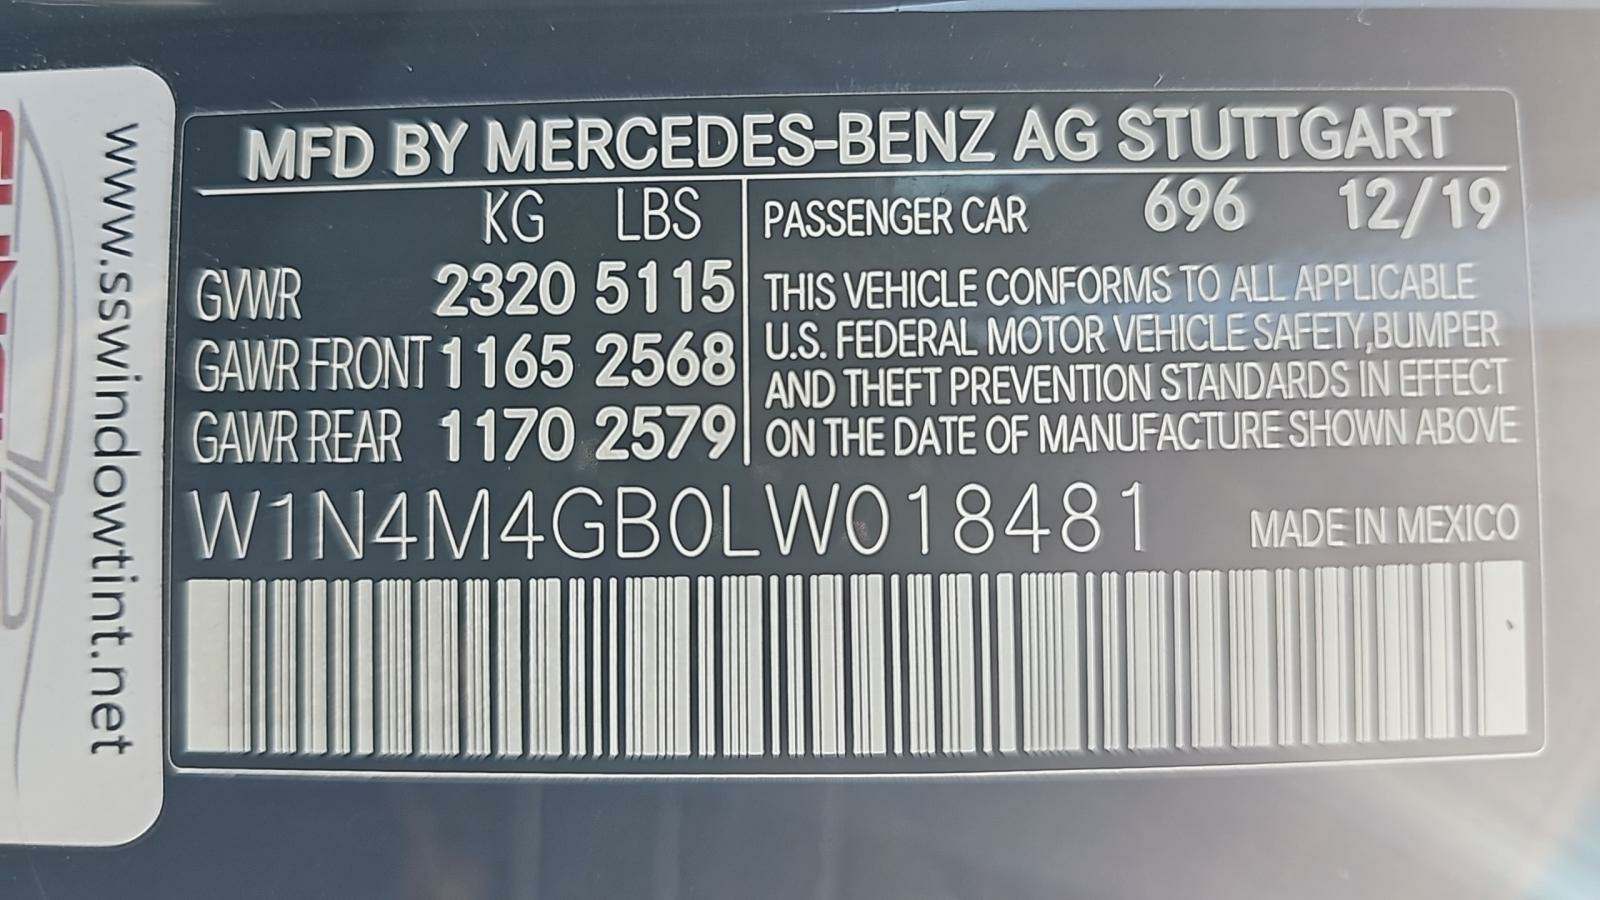 MFD BY MERCEDES-BENZ AG STUTTGART
KG LBS
GVWR 2320 5115
GAWR FRONT 1165 2568
GAWR REAR 1170 2579
PASSENGER CAR 696 12/19
THIS VEHICLE CONFORMS TO ALL APPLICABLE
U.S. FEDERAL MOTOR VEHICLE SAFETY,BUMPER
AND THEFT PREVENTION STANDARDS IN EFFECT
ON THE DATE OF MANUFACTURE SHOWN ABOVE
W1N4M4GB0LW018481
MADE IN MEXICO
www.sswindowtint.net